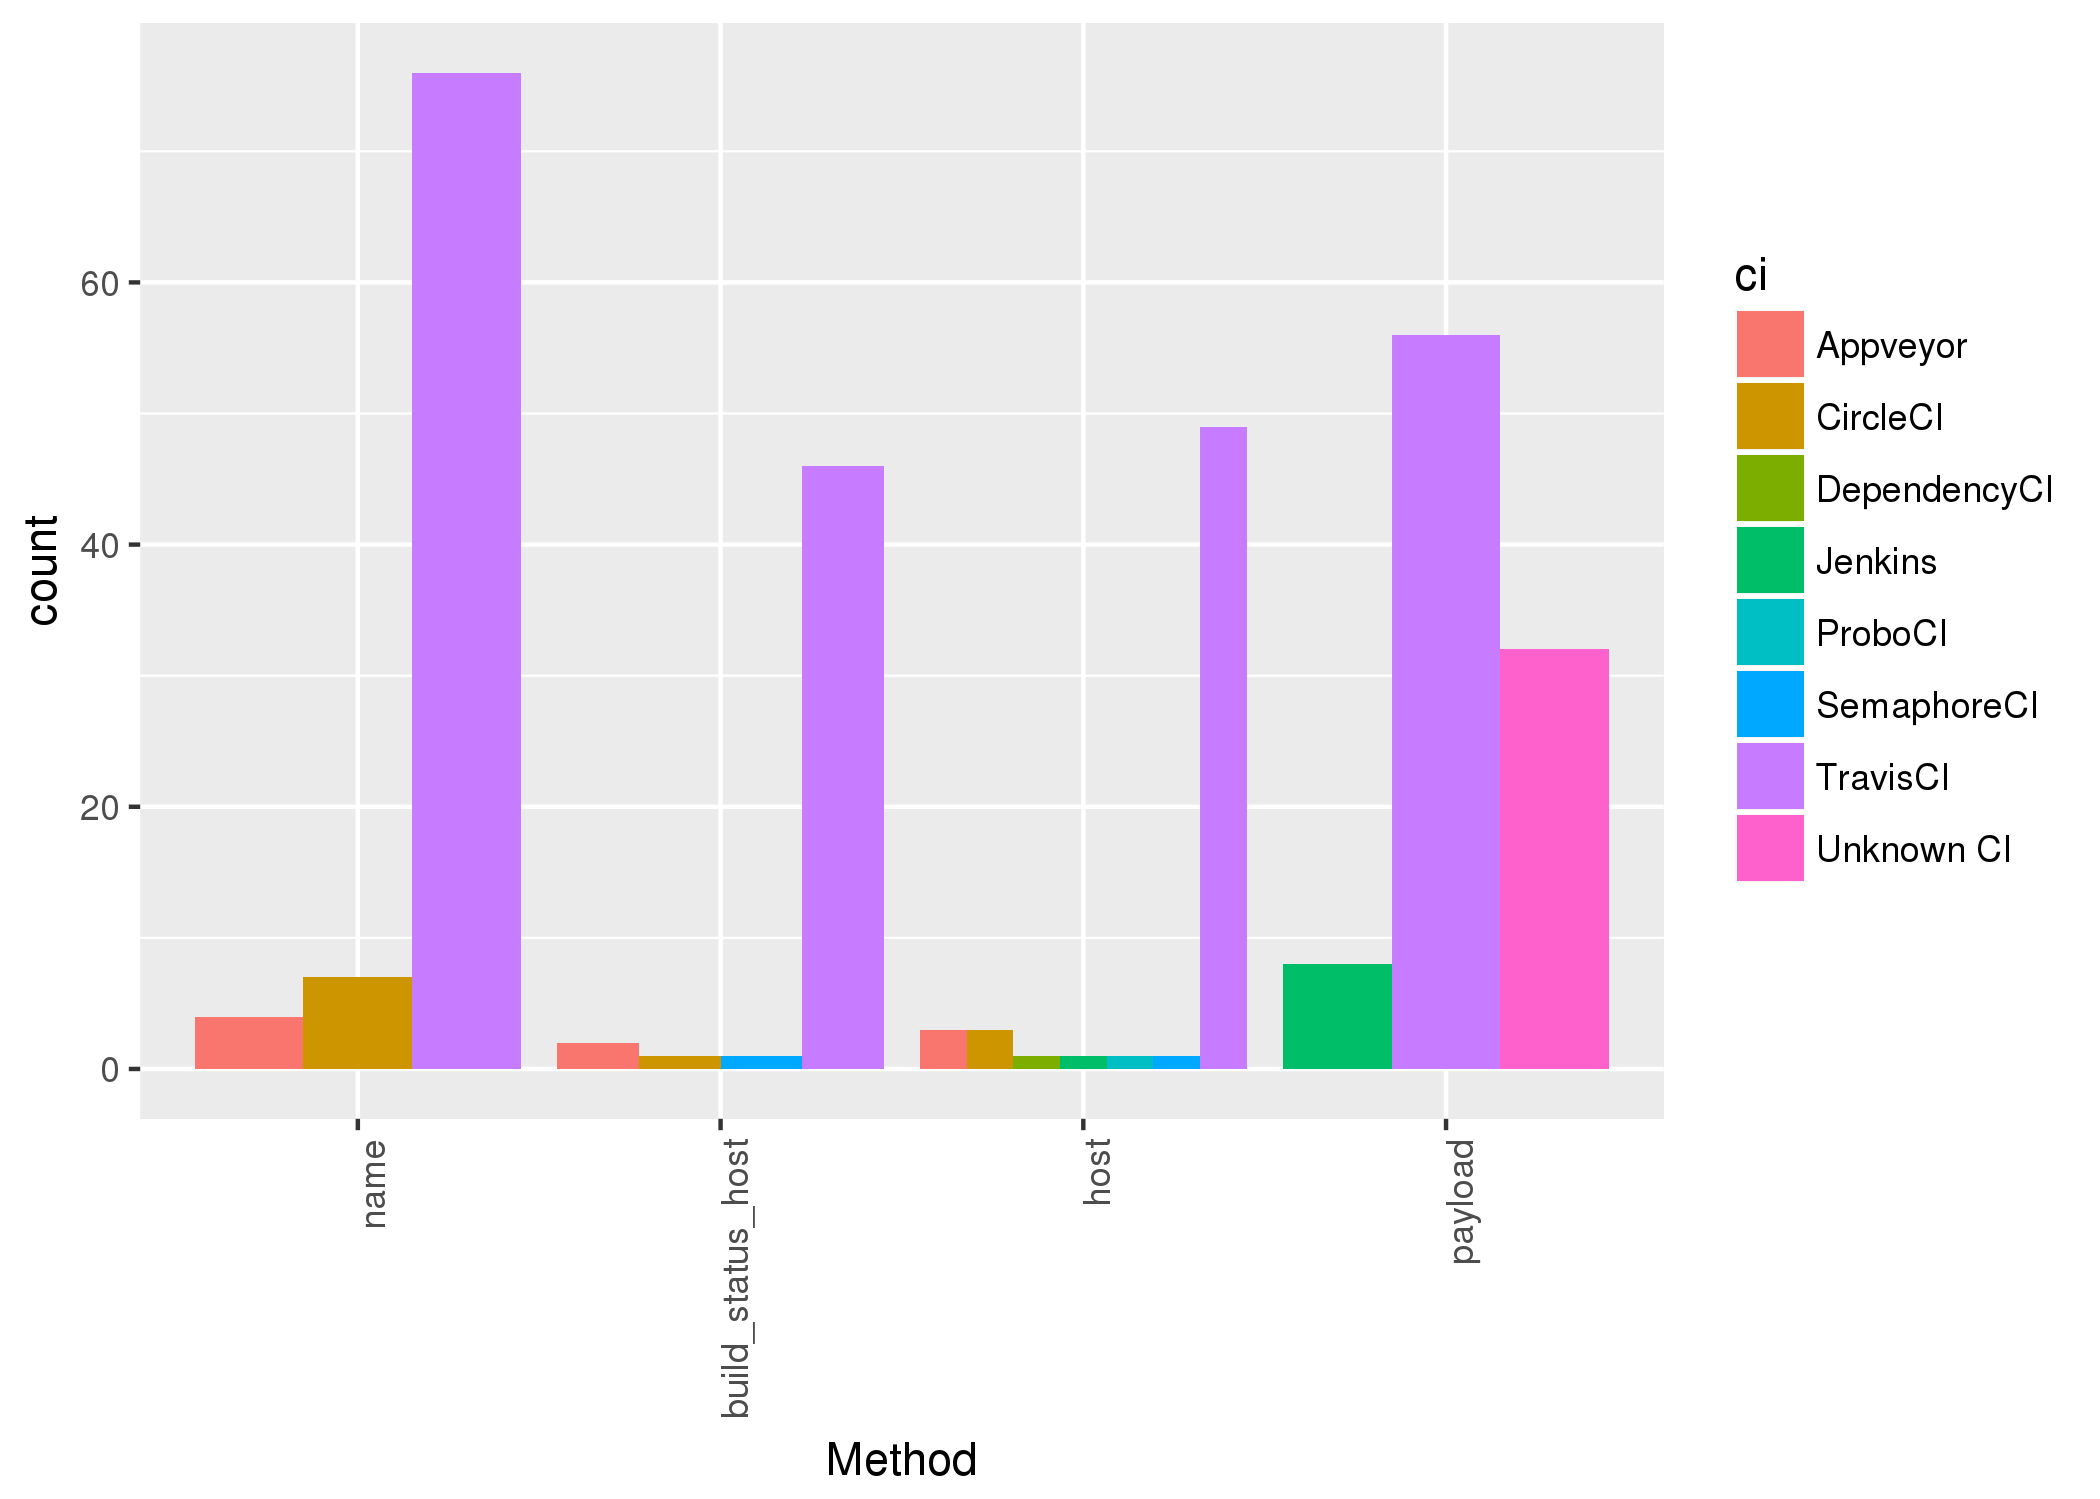 count
60
40
20
0
name
build_status_host
host
payload
Method
ci
Appveyor
CircleCI
DependencyCI
Jenkins
ProboCI
SemaphoreCI
TravisCI
Unknown CI